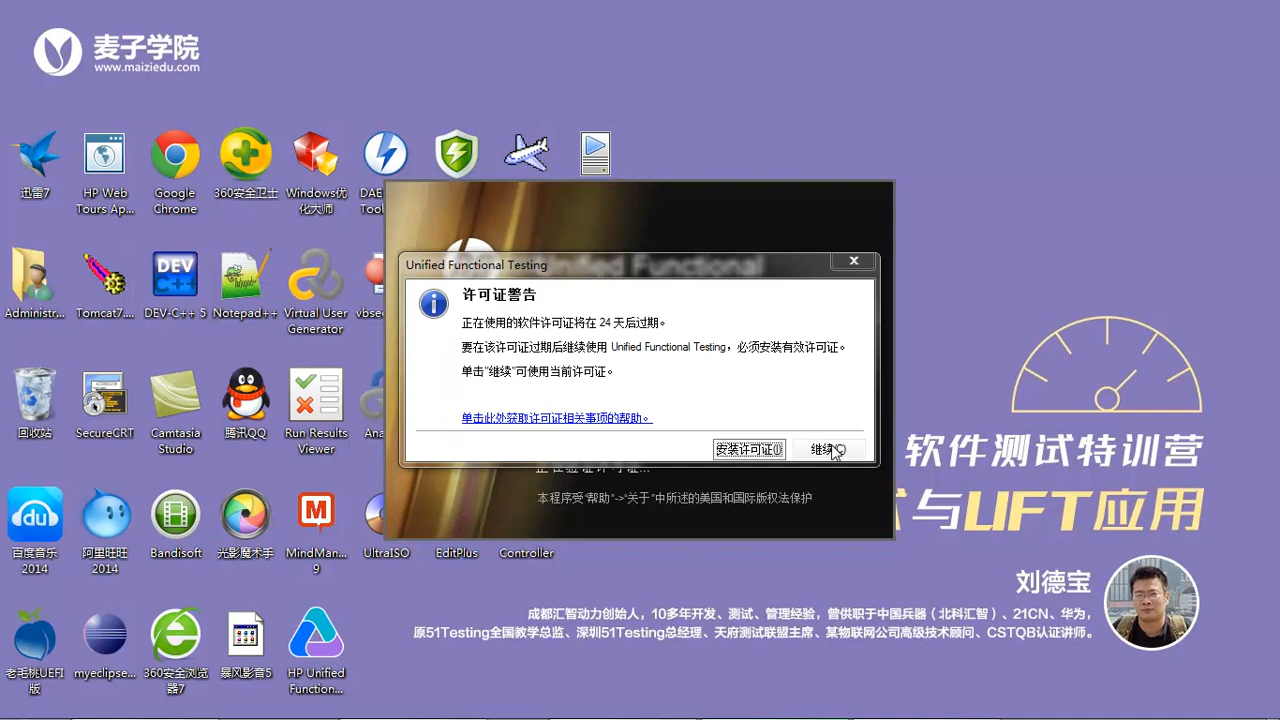 麦子学院
www.maiziedu.com
迅雷7
HP Web
Tours Ap...
Google
Chrome
360安全卫士
Windows优
化大师
DAE
Tool
Unified Functional
Unified Functional Testing
许可证警告
正在使用的软件许可证将在 24 天后过期。
要在该许可证过期后继续使用 Unified Functional Testing，必须安装有效许可证。
单击"继续"可使用当前许可证。
单击此处获取许可证相关事项的帮助。
安装许可证(I)
继续
正在验证许可证...
本程序受"帮助"->"关于"中所述的美国和国际版权法保护
Administr...
Tomcat7....
DEV
C++
DEV-C++ 5
Notepad++
Virtual User
Generator
vbsec
回收站
SecureCRT
Camtasia
Studio
腾讯QQ
Run Results
Viewer
Ana
du
百度音乐
2014
阿里旺旺
2014
Bandisoft
光影魔术手
M
MindMan...
9
UltraISO
EditPlus
Controller
老毛桃UEFI
版
myeclipse...
360安全浏览
器7
暴风影音5
HP Unified
Function...
软件测试特训营
与UFT应用
刘德宝
成都汇智动力创始人，10多年开发、测试、管理经验，曾供职于中国兵器（北科汇智）、21CN、华为，
原51Testing全国教学总监、深圳51Testing总经理、天府测试联盟主席、某物联网公司高级技术顾问、CSTQB认证讲师。